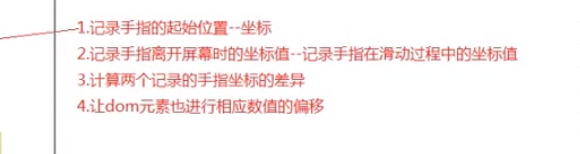 1.记录手指的起始位置--坐标
2.记录手指离开屏幕时的坐标值--记录手指在滑动过程中的坐标值
3.计算两个记录的手指坐标的差异
4.让dom元素也进行相应数值的偏移